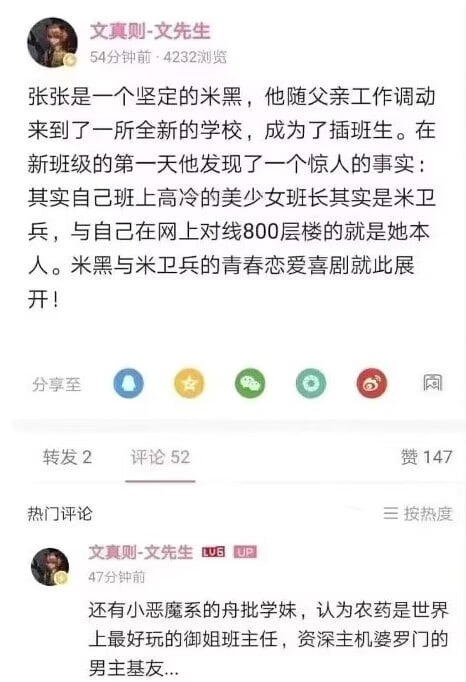 文真则-文先生
54分钟前 · 4232浏览
张张是一个坚定的米黑，他随父亲工作调动
来到了一所全新的学校，成为了插班生。在
新班级的第一天他发现了一个惊人的事实：
其实自己班上高冷的美少女班长其实是米卫
兵，与自己在网上对线800层楼的就是她本
人。米黑与米卫兵的青春恋爱喜剧就此展
开！
分享至
转发 2 评论 52 赞 147
热门评论 按热度
文真则-文先生 LV6 UP
47分钟前
还有小恶魔系的舟批学妹，认为农药是世界
上最好玩的御姐班主任，资深主机婆罗门的
男主基友...